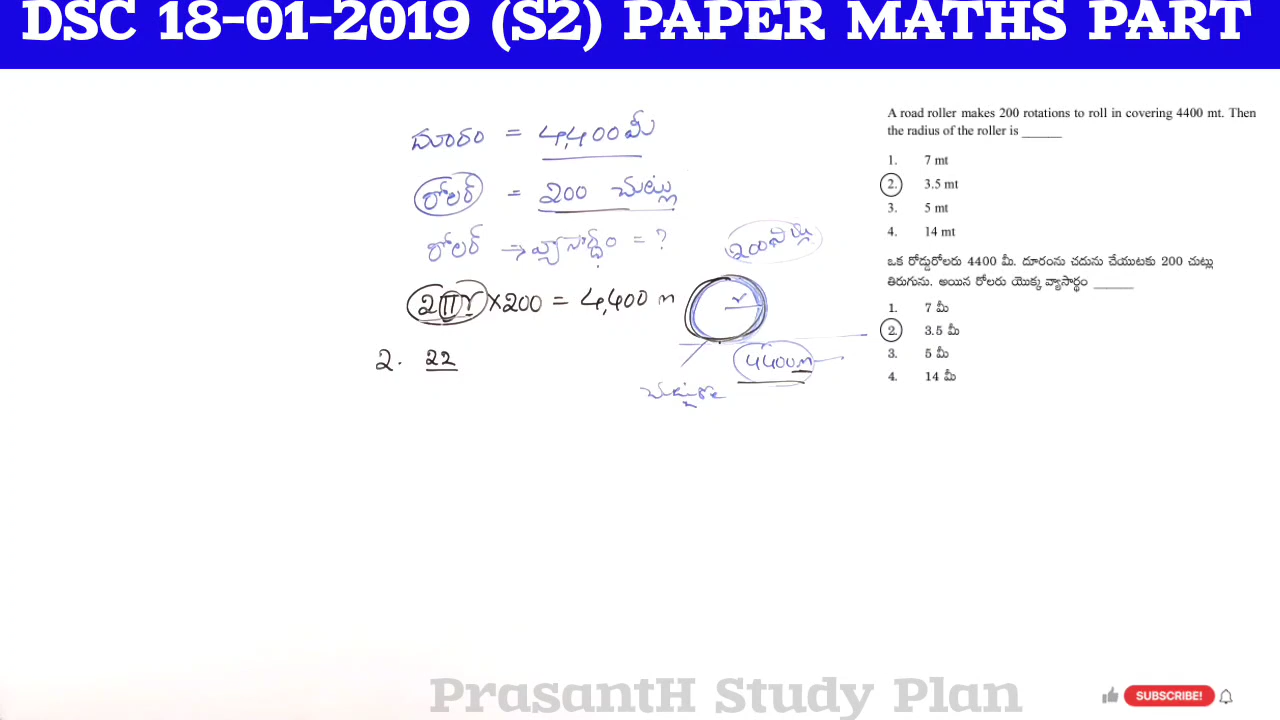 DSC 18-01-2019 (S2) PAPER MATHS PART
దూరం = 4,400మీ
రోలర్ = 200 చుట్లు
రోలర్ → వ్యాసార్ధం = ?
2πr×200 = 4,400 m
2. 22
r
4400m
A road roller makes 200 rotations to roll in covering 4400 mt. Then
the radius of the roller is ______
1. 7 mt
2. 3.5 mt
3. 5 mt
4. 14 mt
ఒక రోడ్డురోలరు 4400 మీ. దూరంను చదును చేయుటకు 200 చుట్లు
తిరుగును. అయిన రోలరు యొక్క వ్యాసార్థం ______
1. 7 మీ
2. 3.5 మీ
3. 5 మీ
4. 14 మీ
PrasantH Study Plan
SUBSCRIBE!